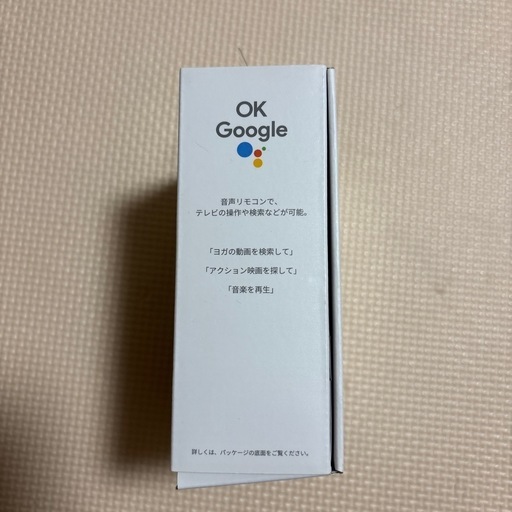 OK
Google
音声リモコンで、
テレビの操作や検索などが可能。
「ヨガの動画を検索して」
「アクション映画を探して」
「音楽を再生」
詳しくは、パッケージの底面をご覧ください。